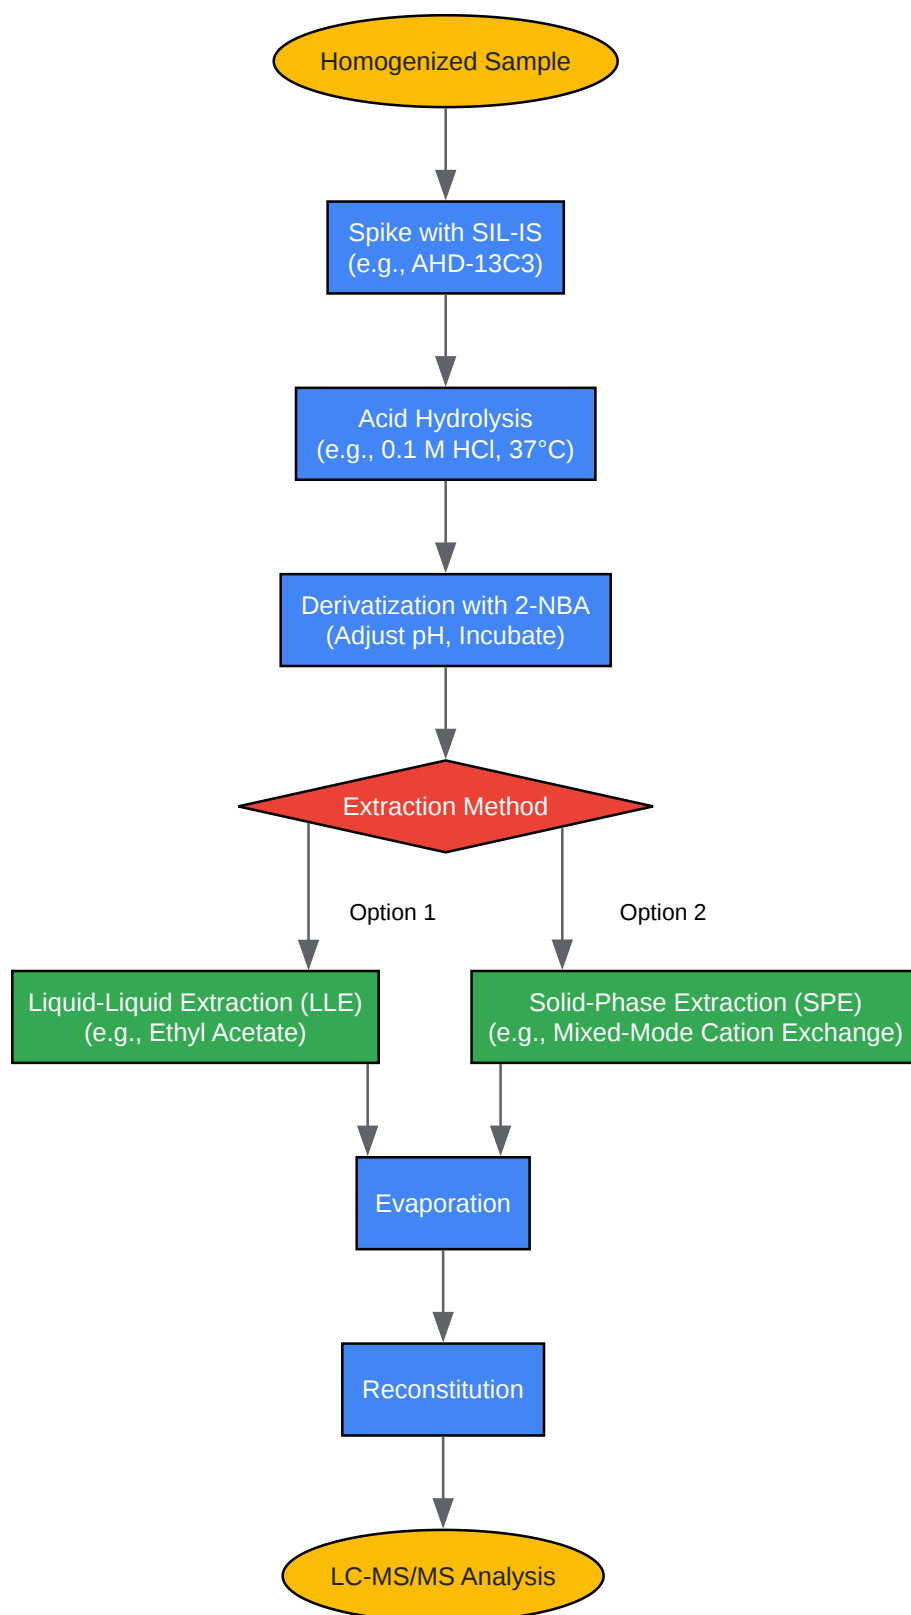 Homogenized Sample
Spike with SIL-IS
(e.g., AHD-13C3)
Acid Hydrolysis
(e.g., 0.1 M HCl, 37°C)
Derivatization with 2-NBA
(Adjust pH, Incubate)
Extraction Method
Option 1
Option 2
Liquid-Liquid Extraction (LLE)
(e.g., Ethyl Acetate)
Solid-Phase Extraction (SPE)
(e.g., Mixed-Mode Cation Exchange)
Evaporation
Reconstitution
LC-MS/MS Analysis